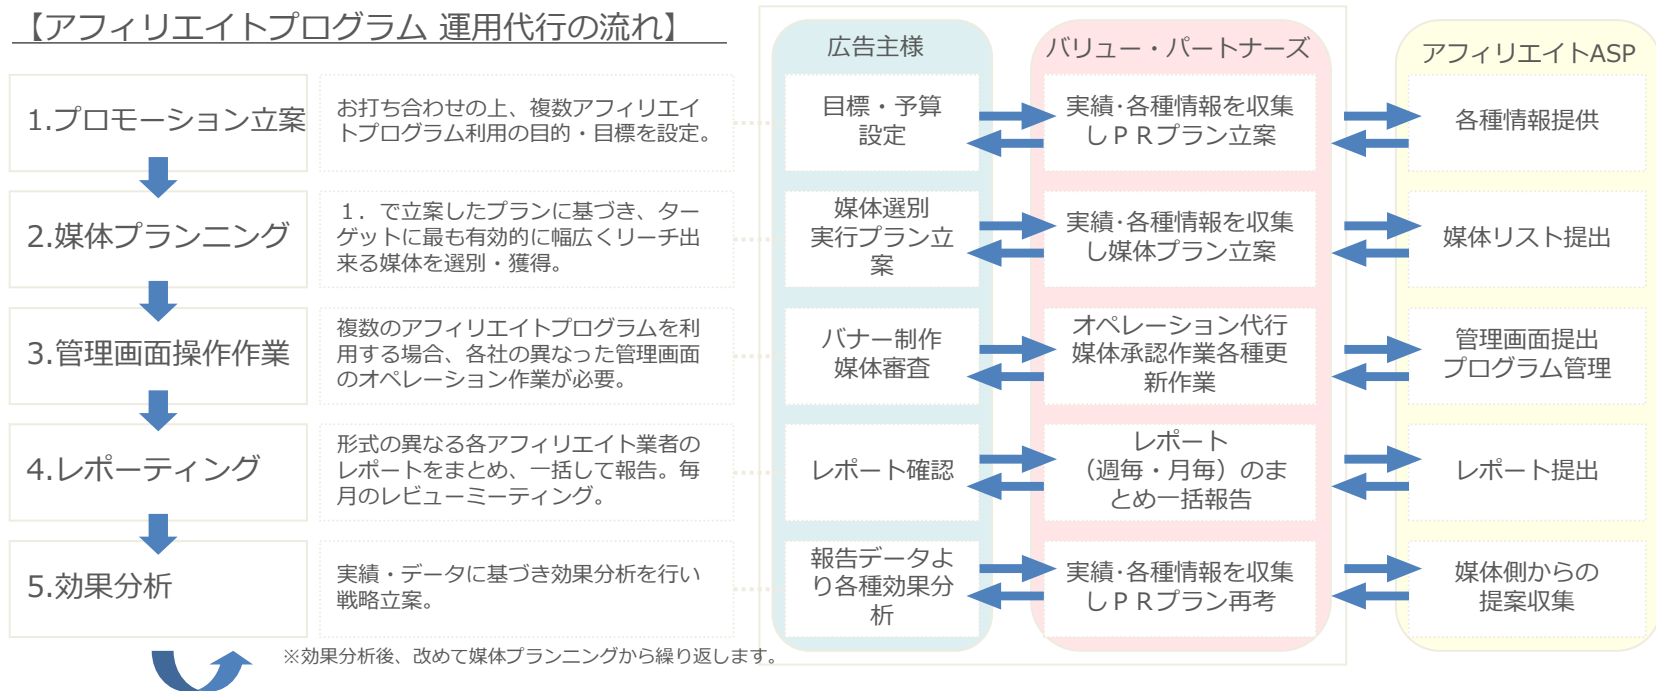 【アフィリエイトプログラム 運用代行の流れ】
広告主様
バリュー・パートナーズ
アフィリエイトASP
1.プロモーション立案
お打ち合わせの上、複数アフィリエイ
トプログラム利用の目的・目標を設定。
目標・予算
設定
実績･各種情報を収集
しＰＲプラン立案
各種情報提供
2.媒体プランニング
１．で立案したプランに基づき、ター
ゲットに最も有効的に幅広くリーチ出
来る媒体を選別・獲得。
媒体選別
実行プラン立
案
実績･各種情報を収集
し媒体プラン立案
媒体リスト提出
3.管理画面操作作業
複数のアフィリエイトプログラムを利
用する場合、各社の異なった管理画面
のオペレーション作業が必要。
バナー制作
媒体審査
オペレーション代行
媒体承認作業各種更
新作業
管理画面提出
プログラム管理
4.レポーティング
形式の異なる各アフィリエイト業者の
レポートをまとめ、一括して報告。毎
月のレビューミーティング。
レポート確認
レポート
（週毎・月毎）のま
とめ一括報告
レポート提出
5.効果分析
実績・データに基づき効果分析を行い
戦略立案。
報告データよ
り各種効果分
析
実績･各種情報を収集
しＰＲプラン再考
媒体側からの
提案収集
※効果分析後、改めて媒体プランニングから繰り返します。